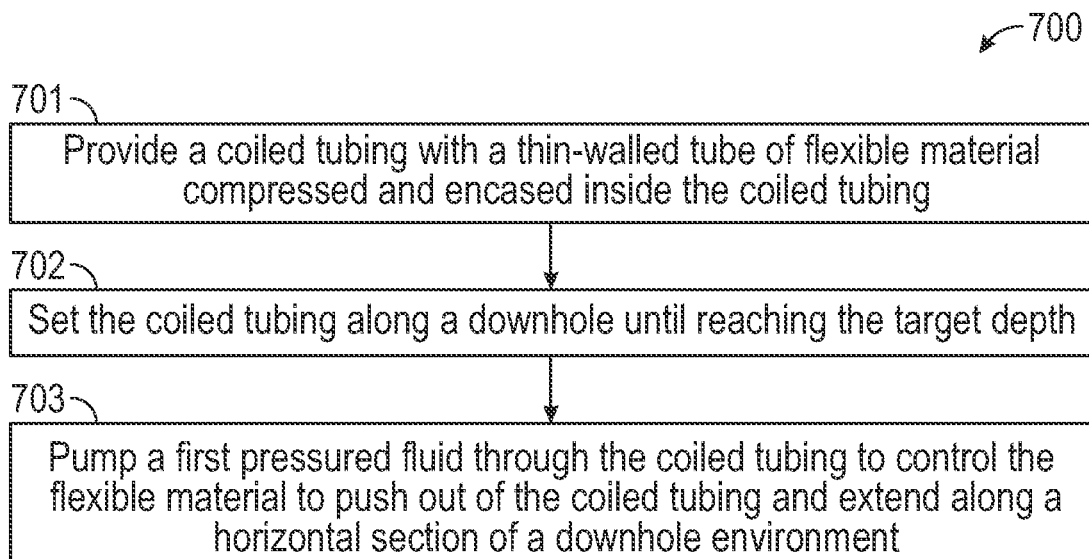 700
701
Provide a coiled tubing with a thin-walled tube of flexible material
compressed and encased inside the coiled tubing
702
Set the coiled tubing along a downhole until reaching the target depth
703
Pump a first pressured fluid through the coiled tubing to control the
flexible material to push out of the coiled tubing and extend along a
horizontal section of a downhole environment